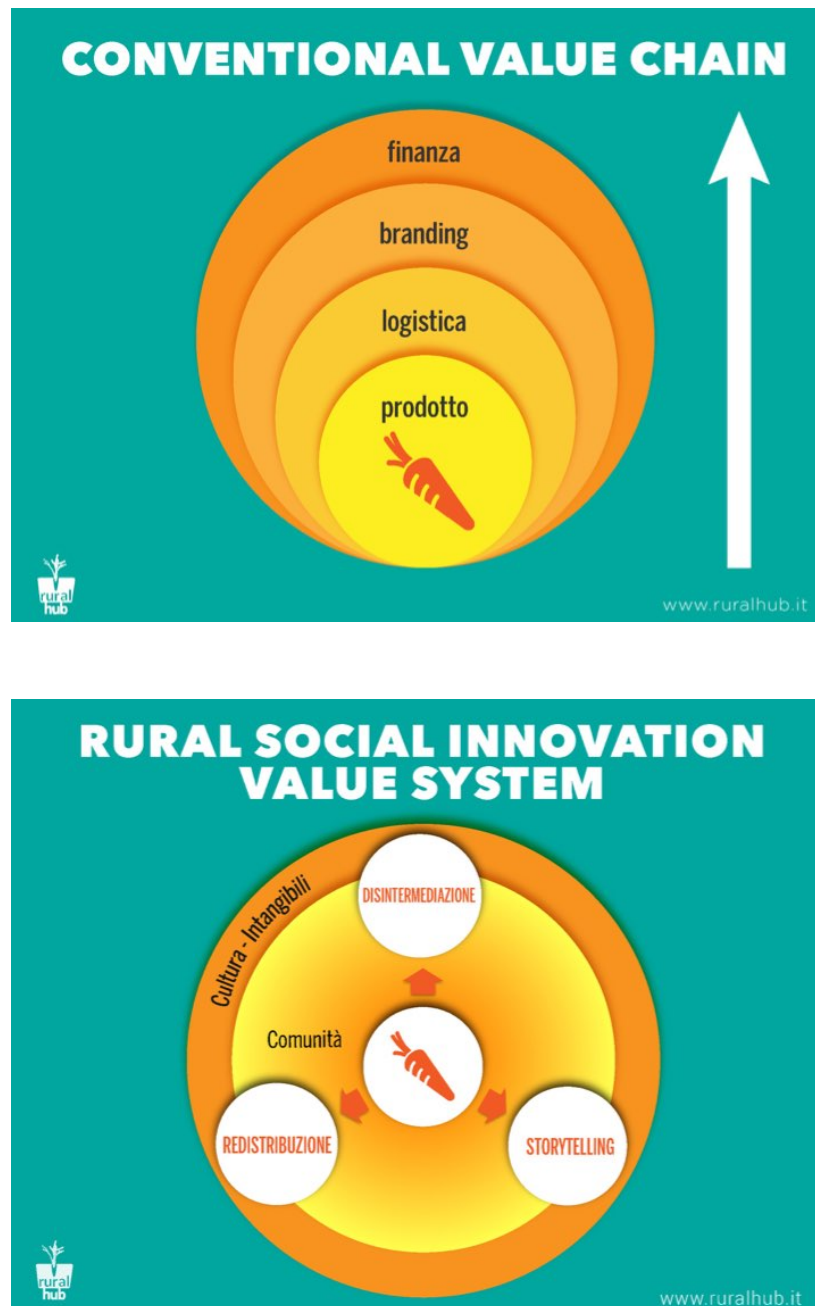 CONVENTIONAL VALUE CHAIN
finanza
branding
logistica
prodotto
rural
hub
www.ruralhub.it
RURAL SOCIAL INNOVATION
VALUE SYSTEM
DISINTERMEDIAZIONE
Cultura - Intangibili
Comunità
REDISTRIBUZIONE
STORYTELLING
rural
hub
www.ruralhub.it